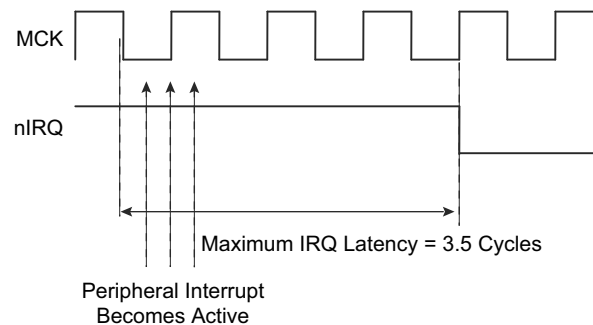 MCK
nIRQ
Maximum IRQ Latency = 3.5 Cycles
Peripheral Interrupt
Becomes Active